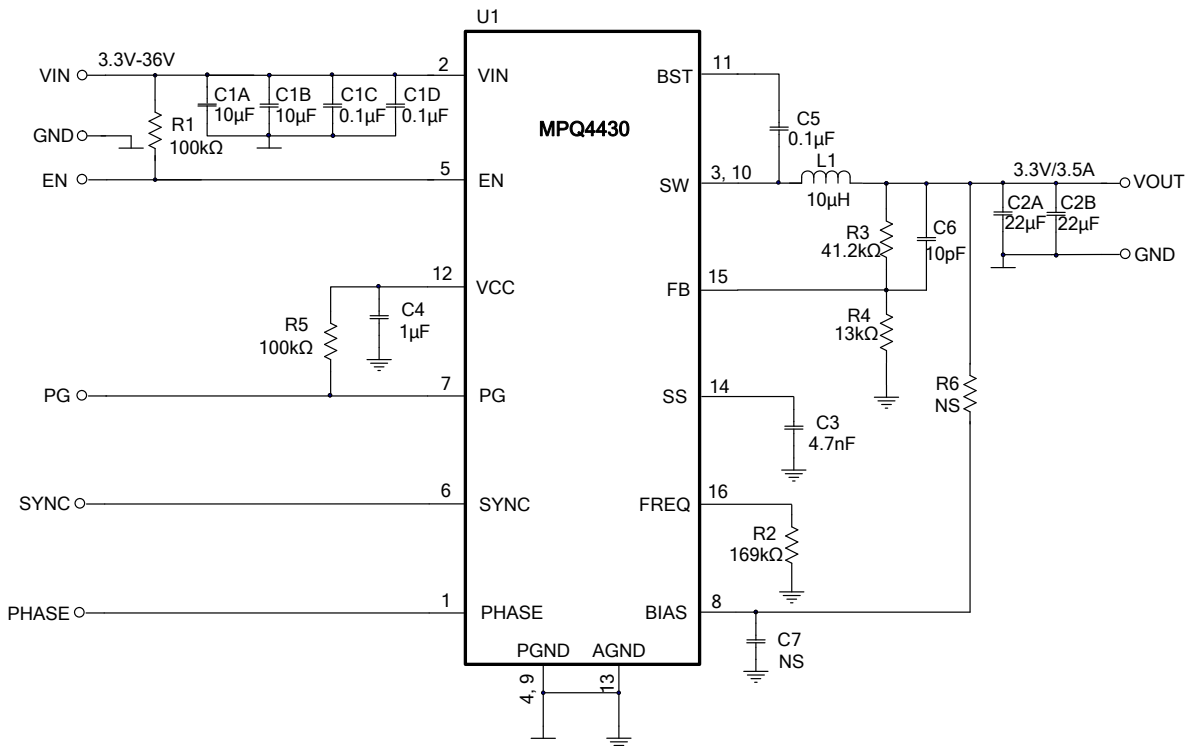 U1
MPQ4430
3.3V-36V
VIN
2
VIN
C1A
10µF
C1B
10µF
C1C
0.1µF
C1D
0.1µF
GND
R1
100kΩ
EN
5
EN
12
VCC
C4
1µF
R5
100kΩ
PG
7
PG
SYNC
6
SYNC
PHASE
1
PHASE
PGND
4, 9
AGND
13
BST
11
C5
0.1µF
SW
3, 10
L1
10µH
3.3V/3.5A
VOUT
C2A
22µF
C2B
22µF
GND
R3
41.2kΩ
C6
10pF
FB
15
R4
13kΩ
R6
NS
SS
14
C3
4.7nF
FREQ
16
R2
169kΩ
BIAS
8
C7
NS